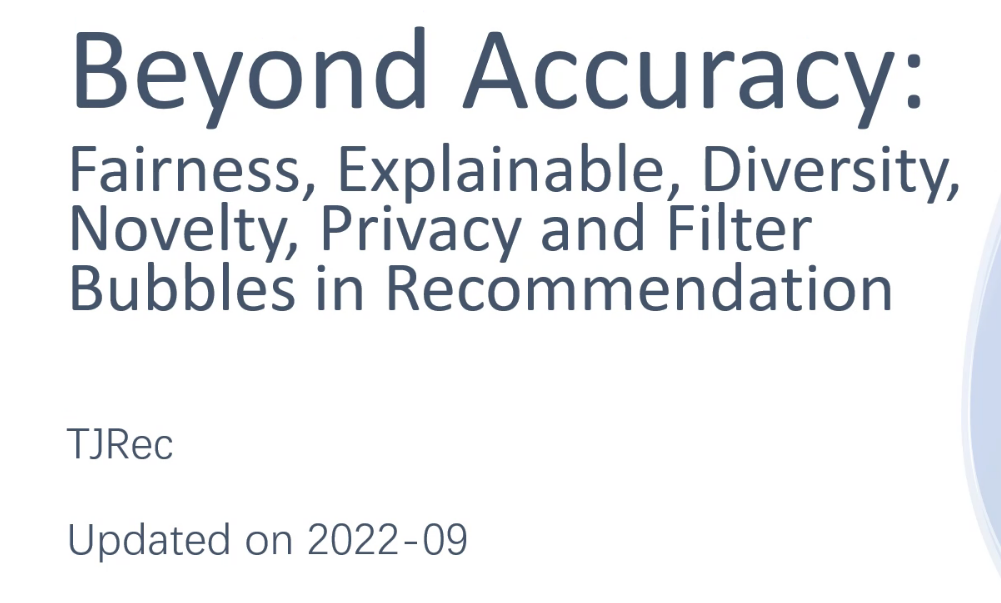 Beyond Accuracy:
Fairness, Explainable, Diversity,
Novelty, Privacy and Filter
Bubbles in Recommendation
TJRec
Updated on 2022-09